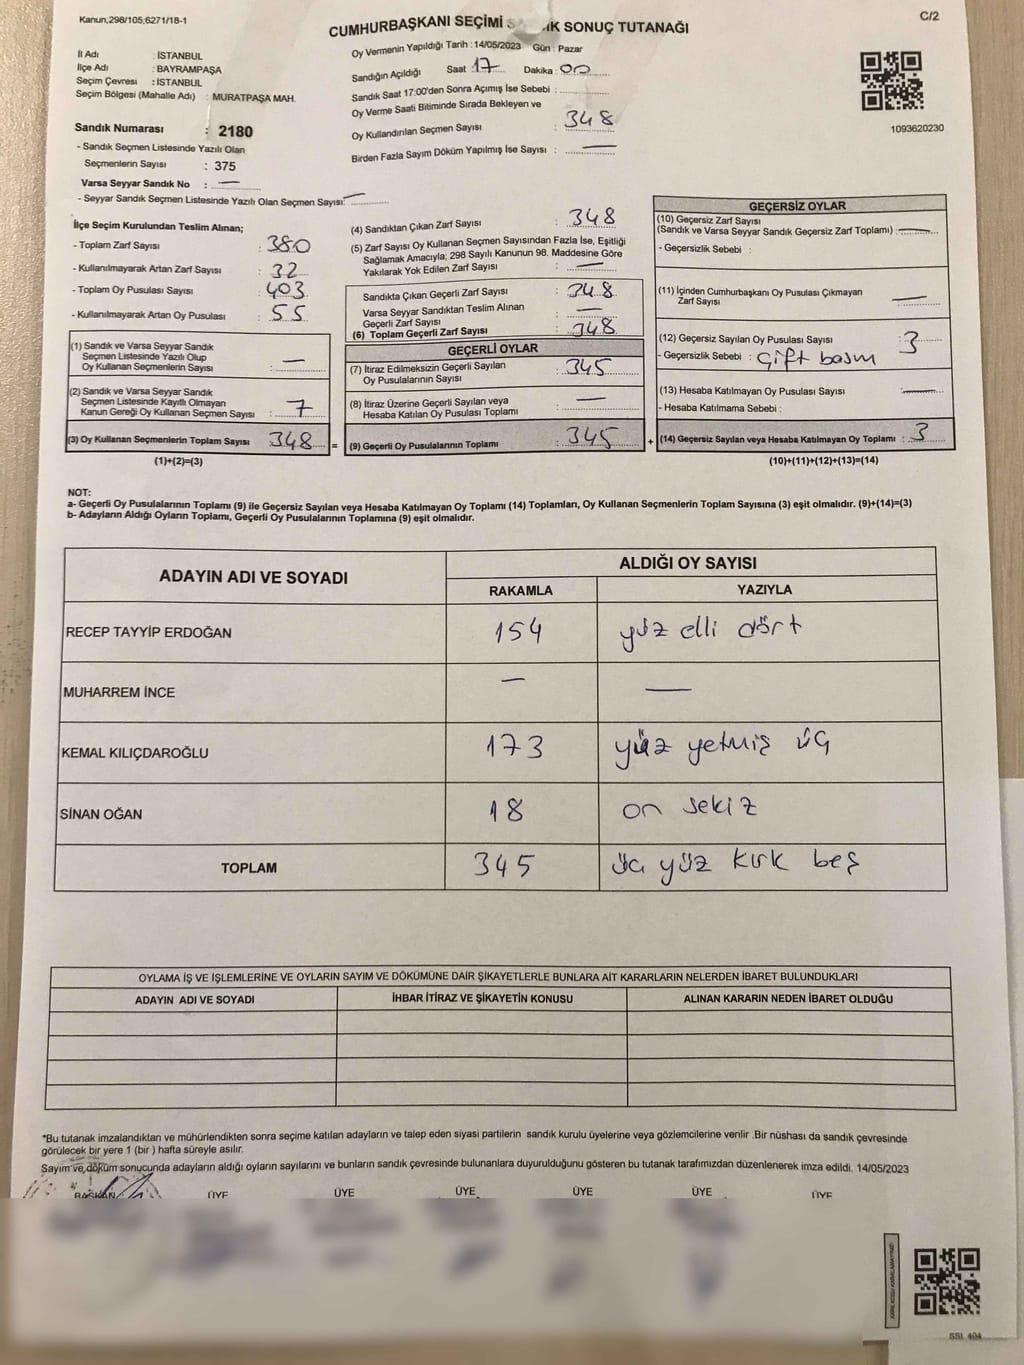 Kanun,298/105;6271/18-1
C/2
CUMHURBAŞKANI SEÇİMİ SONUÇ TUTANAĞI
Oy Vermenin Yapıldığı Tarih : 14/05/2023 Gün : Pazar
İl Adı : İSTANBUL
İlçe Adı : BAYRAMPAŞA
Seçim Çevresi : İSTANBUL
Seçim Bölgesi (Mahalle Adı) : MURATPAŞA MAH.
Sandık Numarası : 2180
- Sandık Seçmen Listesinde Yazılı Olan
Seçmenlerin Sayısı : 375
Varsa Seyyar Sandık No : —
- Seyyar Sandık Seçmen Listesinde Yazılı Olan Seçmen Sayısı: —
Sandığın Açıldığı Saat 17 Dakika : 00
Sandık Saat 17:00'den Sonra Açımış İse Sebebi :
Oy Verme Saati Bitiminde Sırada Bekleyen ve
Oy Kullandırılan Seçmen Sayısı : 348
Birden Fazla Sayım Döküm Yapılmış İse Sayısı : —
1093620230
İlçe Seçim Kurulundan Teslim Alınan;
- Toplam Zarf Sayısı : 380
- Kullanılmayarak Artan Zarf Sayısı : 32
- Toplam Oy Pusulası Sayısı : 403
- Kullanılmayarak Artan Oy Pusulası : 55
(1) Sandık ve Varsa Seyyar Sandık
Seçmen Listesinde Yazılı Olup
Oy Kullanan Seçmenlerin Sayısı : —
(2) Sandık ve Varsa Seyyar Sandık
Seçmen Listesinde Kayıtlı Olmayan
Kanun Gereği Oy Kullanan Seçmen Sayısı : 7
(3) Oy Kullanan Seçmenlerin Toplam Sayısı 348 =
(1)+(2)=(3)
(4) Sandıktan Çıkan Zarf Sayısı : 348
(5) Zarf Sayısı Oy Kullanan Seçmen Sayısından Fazla İse, Eşitliği
Sağlamak Amacıyla; 298 Sayılı Kanunun 98. Maddesine Göre
Yakılarak Yok Edilen Zarf Sayısı : —
Sandıkta Çıkan Geçerli Zarf Sayısı : 348
Varsa Seyyar Sandıktan Teslim Alınan
Geçerli Zarf Sayısı : —
(6) Toplam Geçerli Zarf Sayısı : 348
GEÇERLİ OYLAR
(7) İtiraz Edilmeksizin Geçerli Sayılan
Oy Pusulalarının Sayısı : 345
(8) İtiraz Üzerine Geçerli Sayılan veya
Hesaba Katılan Oy Pusulası Toplamı : —
(9) Geçerli Oy Pusulalarının Toplamı : 345 +
GEÇERSİZ OYLAR
(10) Geçersiz Zarf Sayısı
(Sandık ve Varsa Seyyar Sandık Geçersiz Zarf Toplamı) : —
- Geçersizlik Sebebi :
(11) İçinden Cumhurbaşkanı Oy Pusulası Çıkmayan
Zarf Sayısı : —
(12) Geçersiz Sayılan Oy Pusulası Sayısı : 3
- Geçersizlik Sebebi : Çift basım
(13) Hesaba Katılmayan Oy Pusulası Sayısı : —
- Hesaba Katılmama Sebebi :
(14) Geçersiz Sayılan veya Hesaba Katılmayan Oy Toplamı : 3
(10)+(11)+(12)+(13)=(14)
NOT:
a- Geçerli Oy Pusulalarının Toplamı (9) ile Geçersiz Sayılan veya Hesaba Katılmayan Oy Toplamı (14) Toplamları, Oy Kullanan Seçmenlerin Toplam Sayısına (3) eşit olmalıdır. (9)+(14)=(3)
b- Adayların Aldığı Oyların Toplamı, Geçerli Oy Pusulalarının Toplamına (9) eşit olmalıdır.
ADAYIN ADI VE SOYADI ALDIĞI OY SAYISI
RAKAMLA YAZIYLA
RECEP TAYYİP ERDOĞAN 154 yüz elli dört
MUHARREM İNCE — —
KEMAL KILIÇDAROĞLU 173 yüz yetmiş üç
SİNAN OĞAN 18 on sekiz
TOPLAM 345 üç yüz kırk beş
OYLAMA İŞ VE İŞLEMLERİNE VE OYLARIN SAYIM VE DÖKÜMÜNE DAİR ŞİKAYETLERLE BUNLARA AİT KARARLARIN NELERDEN İBARET BULUNDUKLARI
ADAYIN ADI VE SOYADI İHBAR İTİRAZ VE ŞİKAYETİN KONUSU ALINAN KARARIN NEDEN İBARET OLDUĞU
*Bu tutanak imzalandıktan ve mühürlendikten sonra seçime katılan adayların ve talep eden siyasi partilerin sandık kurulu üyelerine veya gözlemcilerine verilir .Bir nüshası da sandık çevresinde
görülecek bir yere 1 (bir ) hafta süreyle asılır.
Sayım ve döküm sonucunda adayların aldığı oyların sayılarını ve bunların sandık çevresinde bulunanlara duyurulduğunu gösteren bu tutanak tarafımızdan düzenlenerek imza edildi. 14/05/2023
BAŞKAN ÜYE ÜYE ÜYE ÜYE ÜYE ÜYE